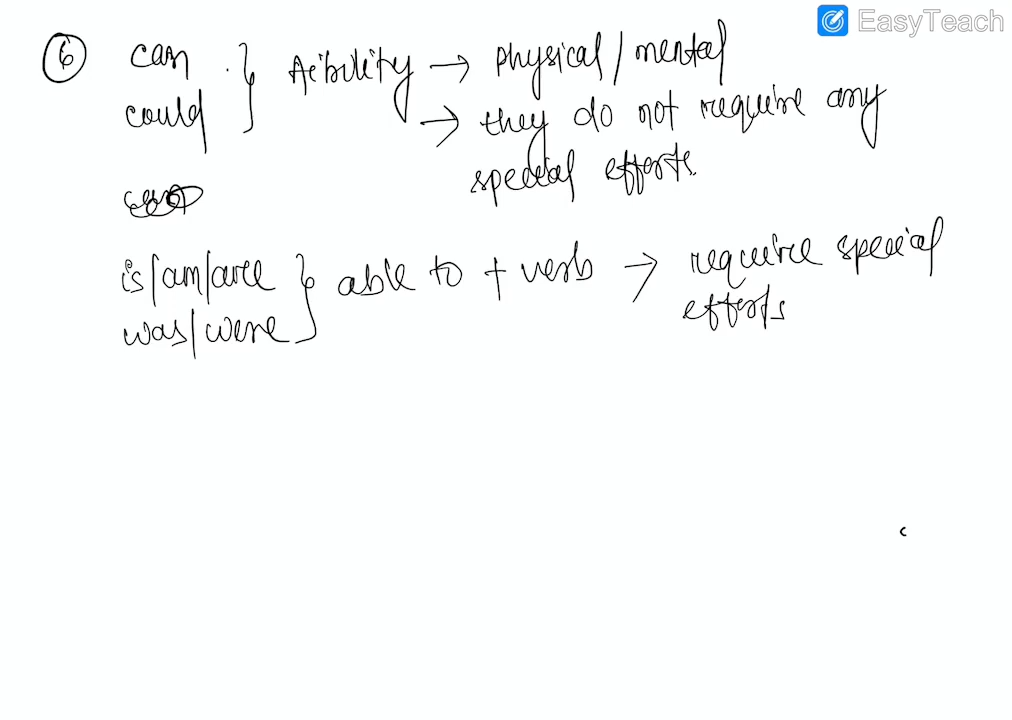 EasyTeach
⑥ can } Ability → Physical/mental
could → they do not require any
special efforts.
is/am/are } able to + verb → require special
was/were efforts